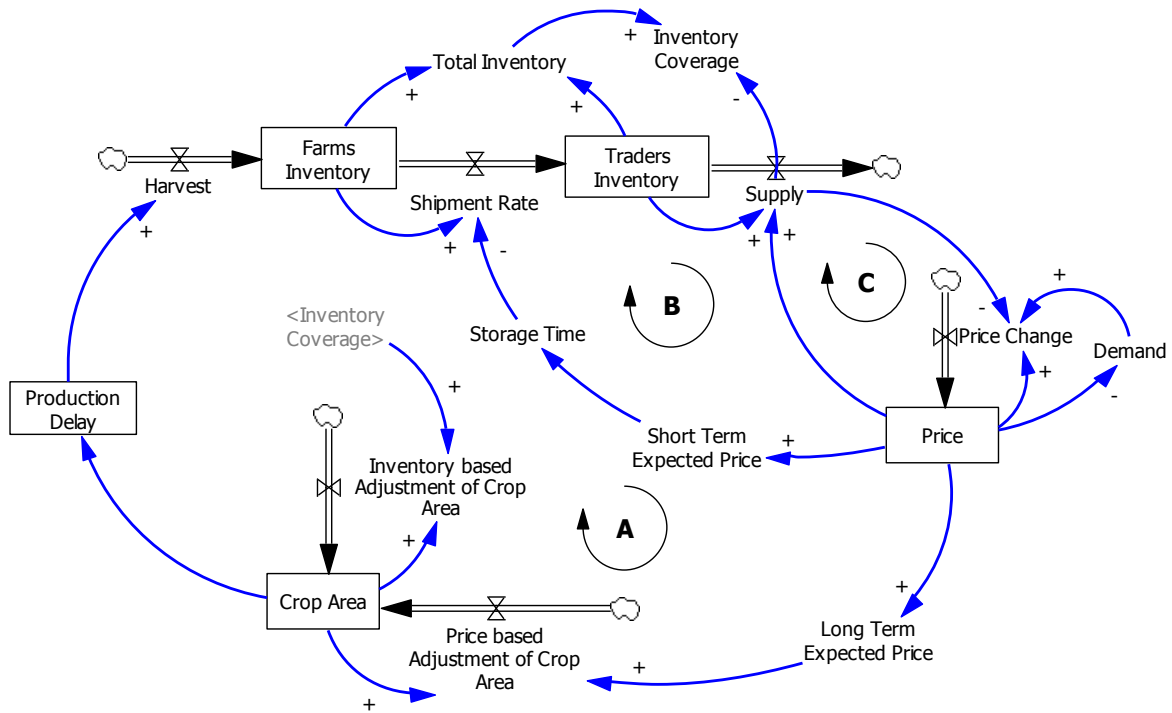 Inventory
Coverage
+
Total Inventory
+
+
-
Farms
Inventory
Traders
Inventory
Harvest
Shipment Rate
Supply
+
+
-
+
+
C
B
+
-
<Inventory
Coverage>
Storage Time
Price Change
Demand
+
+
-
Production
Delay
Short Term
Expected Price
+
Price
Inventory based
Adjustment of Crop
Area
A
+
+
Crop Area
Price based
Adjustment of Crop
Area
Long Term
Expected Price
+
+